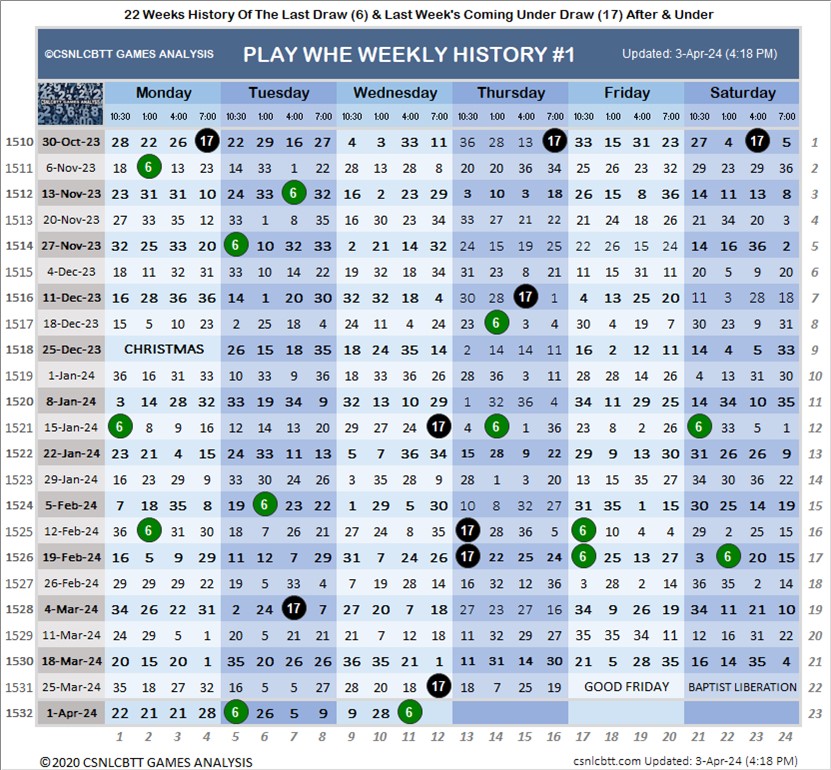 22 Weeks History Of The Last Draw (6) & Last Week's Coming Under Draw (17) After & Under
©CSNLCBTT GAMES ANALYSIS PLAY WHE WEEKLY HISTORY #1 Updated: 3-Apr-24 (4:18 PM)
CSNLCBTT GAMES ANALYSIS Monday Tuesday Wednesday Thursday Friday Saturday
10:30 1:00 4:00 7:00 10:30 1:00 4:00 7:00 10:30 1:00 4:00 7:00 10:30 1:00 4:00 7:00 10:30 1:00 4:00 7:00 10:30 1:00 4:00 7:00
1510 30-Oct-23 28 22 26 17 22 29 16 27 4 3 33 11 36 28 13 17 33 15 31 23 27 4 17 5 1
1511 6-Nov-23 18 6 13 23 14 33 1 22 28 13 28 8 20 20 36 34 25 26 23 32 29 23 29 36 2
1512 13-Nov-23 23 31 31 10 24 33 6 32 16 2 23 29 3 10 3 18 26 15 8 36 14 11 13 8 3
1513 20-Nov-23 27 33 35 12 33 1 8 35 16 30 23 34 33 27 21 22 21 24 18 26 21 34 20 3 4
1514 27-Nov-23 32 25 33 20 6 10 32 33 2 21 14 32 24 15 19 25 22 26 15 24 14 16 36 2 5
1515 4-Dec-23 18 11 32 31 33 10 14 22 19 32 18 34 31 23 8 21 11 15 31 11 20 5 9 20 6
1516 11-Dec-23 16 28 36 36 14 1 20 30 32 32 18 4 30 28 17 1 4 13 25 20 11 3 28 18 7
1517 18-Dec-23 15 5 10 23 3 25 18 4 24 11 4 24 23 6 3 4 30 4 19 7 30 23 9 31 8
1518 25-Dec-23 CHRISTMAS 26 15 18 35 18 24 35 14 2 14 14 11 16 2 12 11 14 4 5 33 9
1519 1-Jan-24 36 16 31 33 10 33 9 36 18 33 36 26 28 36 3 11 28 25 14 26 4 13 31 30 10
1520 8-Jan-24 3 14 28 32 33 19 34 9 32 13 10 29 1 32 36 4 34 11 29 25 14 34 10 35 11
1521 15-Jan-24 6 8 9 16 12 14 13 20 29 27 24 17 4 6 1 36 23 8 2 26 6 33 5 1 12
1522 22-Jan-24 23 21 4 15 24 33 11 13 5 7 36 34 15 28 9 22 29 9 10 30 31 26 26 9 13
1523 29-Jan-24 16 23 14 5 33 30 24 26 3 35 28 9 28 1 3 20 13 15 35 27 34 30 36 22 14
1524 5-Feb-24 7 18 35 8 19 6 23 22 1 29 5 30 10 8 32 27 31 35 1 15 30 25 14 19 15
1525 12-Feb-24 36 6 31 30 18 7 26 21 27 24 8 35 17 28 36 5 6 10 4 4 29 2 25 15 16
1526 19-Feb-24 16 5 9 29 11 12 7 29 31 7 24 26 17 22 25 24 6 25 13 27 3 6 20 15 17
1527 26-Feb-24 29 29 29 22 19 5 33 4 7 19 28 14 16 32 12 36 3 28 2 14 36 35 2 14 18
1528 4-Mar-24 34 26 22 31 2 24 17 7 27 20 7 18 27 23 27 16 34 9 26 19 34 11 21 10 19
1529 11-Mar-24 24 29 5 1 20 5 21 21 21 7 12 18 11 32 29 27 35 35 34 11 12 16 31 22 20
1530 18-Mar-24 20 15 20 1 35 20 26 26 36 35 21 1 11 31 14 30 21 5 28 35 16 14 35 4 21
1531 25-Mar-24 35 18 27 32 16 5 5 27 28 20 18 17 18 7 25 19 GOOD FRIDAY BAPTIST LIBERATION 22
1532 1-Apr-24 22 21 21 28 6 26 5 9 9 28 6 23
1 2 3 4 5 6 7 8 9 10 11 12 13 14 15 16 17 18 19 20 21 22 23 24
©2020 CSNLCBTT GAMES ANALYSIS csnlcbtt.com Updated: 3-Apr-24 (4:18 PM)